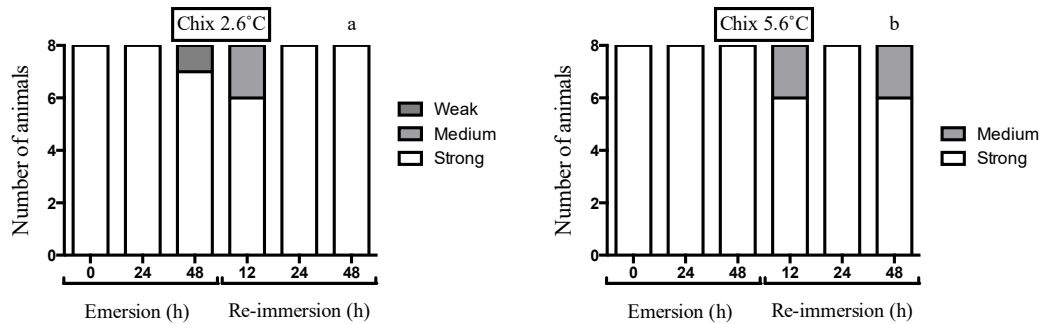 Chix 2.6˚C
a
Number of animals
8
6
4
2
0
0 24 48 12 24 48
Emersion (h) Re-immersion (h)
Weak
Medium
Strong
Chix 5.6˚C
b
Number of animals
8
6
4
2
0
0 24 48 12 24 48
Emersion (h) Re-immersion (h)
Medium
Strong